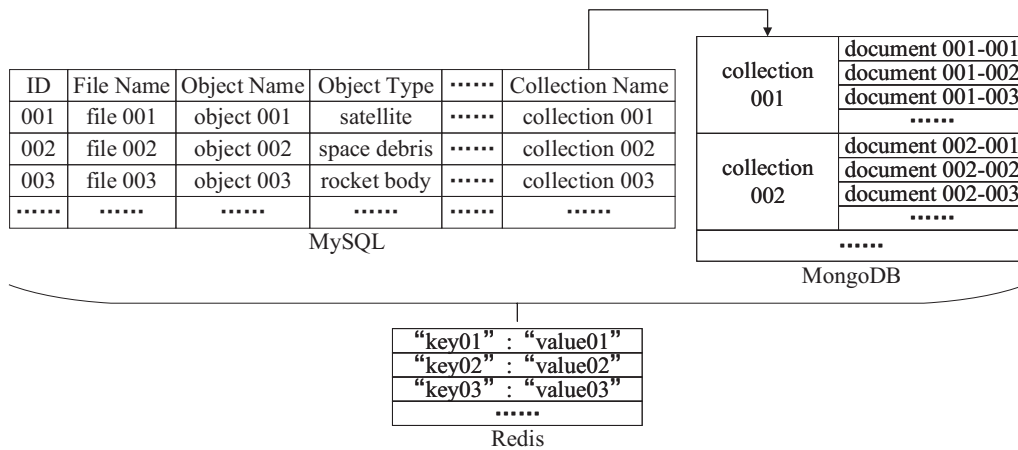 ID File Name Object Name Object Type ······ Collection Name
001 file 001 object 001 satellite ······ collection 001
002 file 002 object 002 space debris ······ collection 002
003 file 003 object 003 rocket body ······ collection 003
······ ······ ······ ······ ······ ······
MySQL
collection
001
document 001-001
document 001-002
document 001-003
······
collection
002
document 002-001
document 002-002
document 002-003
······
······
MongoDB
“key01” : “value01”
“key02” : “value02”
“key03” : “value03”
······
Redis